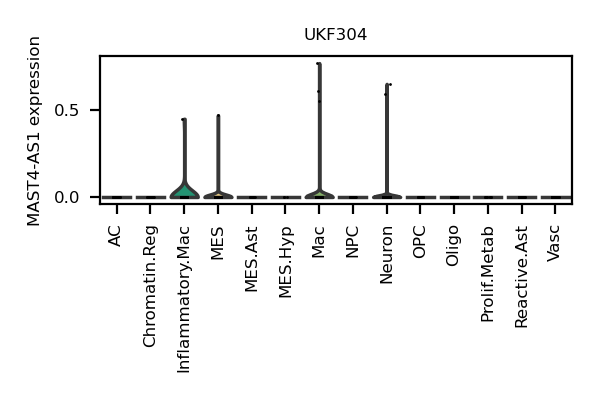 UKF304
MAST4-AS1 expression
0.5
0.0
AC
Chromatin.Reg
Inflammatory.Mac
MES
MES.Ast
MES.Hyp
Mac
NPC
Neuron
OPC
Oligo
Prolif.Metab
Reactive.Ast
Vasc